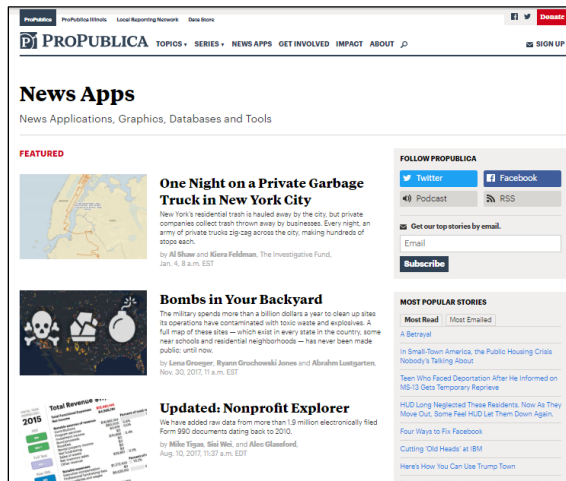 ProPublica ProPublica Illinois Local Reporting Network Data Store
Donate
PROPUBLICA TOPICS SERIES NEWS APPS GET INVOLVED IMPACT ABOUT
SIGN UP
News Apps
News Applications, Graphics, Databases and Tools
FEATURED
One Night on a Private Garbage
Truck in New York City
New York's residential trash is hauled away by the city, but private
companies collect trash thrown away by businesses. Every night, an
army of private trucks zig-zag across the city, making hundreds of
stops each.
by Al Shaw and Kiera Feldman, The Investigative Fund,
Jan. 4, 8 a.m. EST
Bombs in Your Backyard
The military spends more than a billion dollars a year to clean up sites
its operations have contaminated with toxic waste and explosives. A
full map of these sites — which exist in every state in the country, some
near schools and residential neighborhoods — has never been made
public; until now.
by Lena Groeger, Ryann Grochowski Jones and Abrahm Lustgarten,
Nov. 30, 2017, 11 a.m. EST
2015
Total Revenue
Updated: Nonprofit Explorer
We have added raw data from more than 1.9 million electronically filed
Form 990 documents dating back to 2010.
by Mike Tigas, Sisi Wei, and Alec Glassford,
Aug. 10, 2017, 11:37 a.m. EDT
FOLLOW PROPUBLICA
Twitter Facebook
Podcast RSS
Get our top stories by email.
Email
Subscribe
MOST POPULAR STORIES
Most Read Most Emailed
A Betrayal
In Small-Town America, the Public Housing Crisis
Nobody's Talking About
Teen Who Faced Deportation After He Informed on
MS-13 Gets Temporary Reprieve
HUD Long Neglected These Residents. Now As They
Move Out, Some Feel HUD Let Them Down Again.
Four Ways to Fix Facebook
Cutting 'Old Heads' at IBM
Here's How You Can Use Trump Town